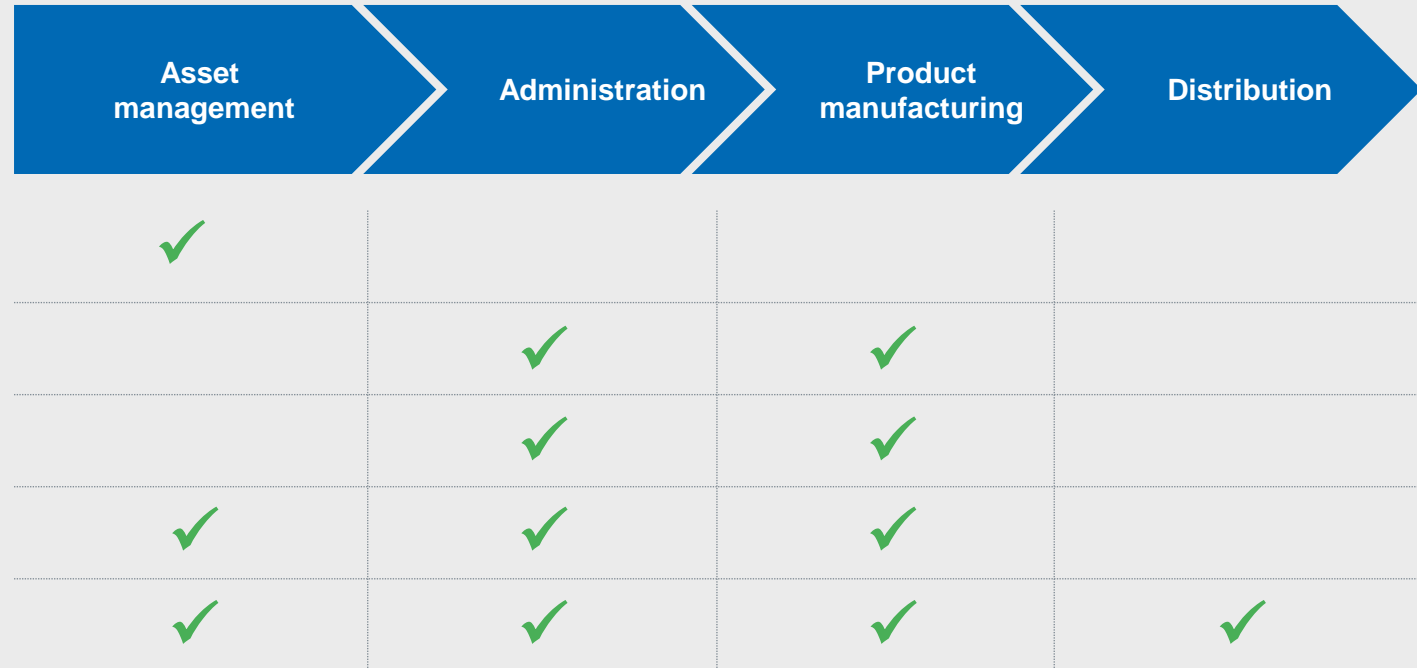 Asset
management
Administration
Product
manufacturing
Distribution